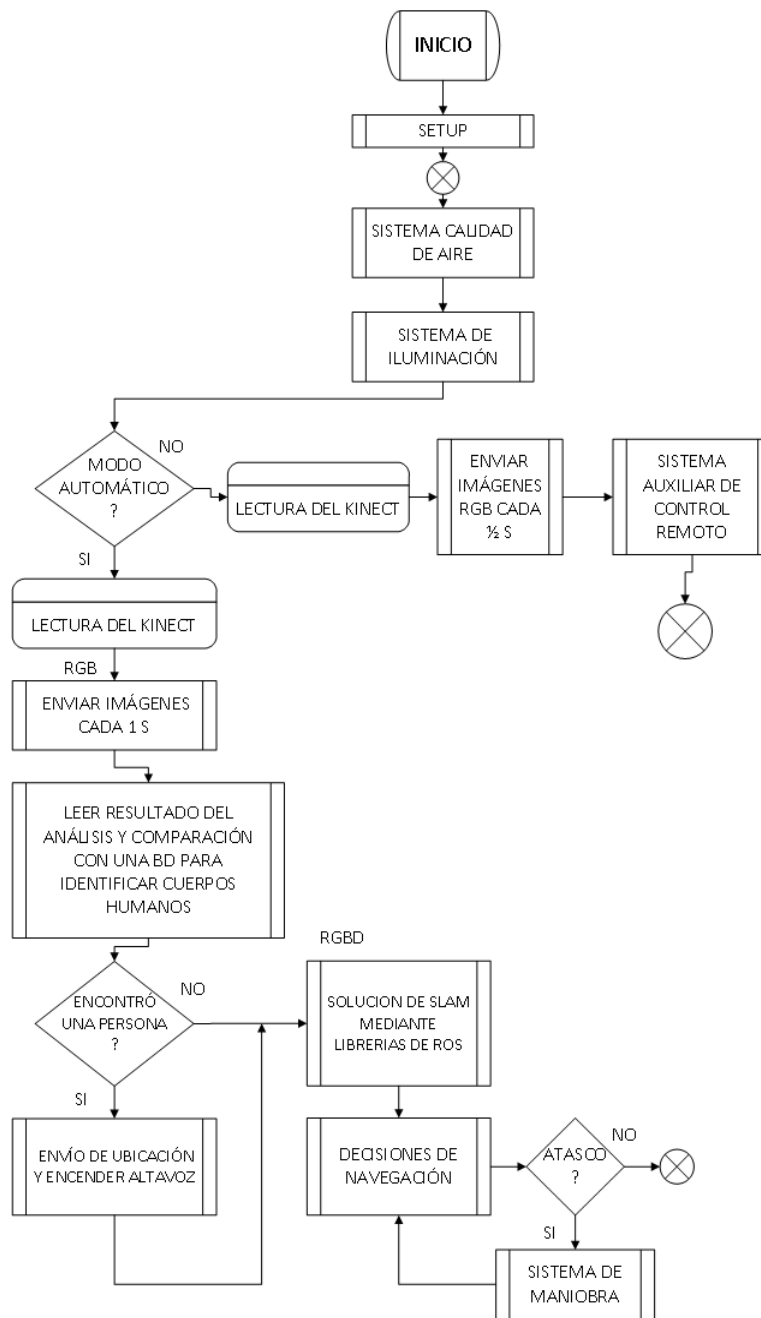 INICIO
SETUP
SISTEMA CALIDAD
DE AIRE
SISTEMA DE
ILUMINACIÓN
MODO
AUTOMÁTICO
?
NO
LECTURA DEL KINECT
ENVIAR
IMÁGENES
RGB CADA
½ S
SISTEMA
AUXILIAR DE
CONTROL
REMOTO
SI
LECTURA DEL KINECT
RGB
ENVIAR IMÁGENES
CADA 1 S
LEER RESULTADO DEL
ANÁLISIS Y COMPARACIÓN
CON UNA BD PARA
IDENTIFICAR CUERPOS
HUMANOS
ENCONTRÓ
UNA PERSONA
?
NO
RGBD
SOLUCION DE SLAM
MEDIANTE
LIBRERIAS DE ROS
SI
ENVÍO DE UBICACIÓN
Y ENCENDER ALTAVOZ
DECISIONES DE
NAVEGACIÓN
ATASCO
?
NO
SI
SISTEMA DE
MANIOBRA